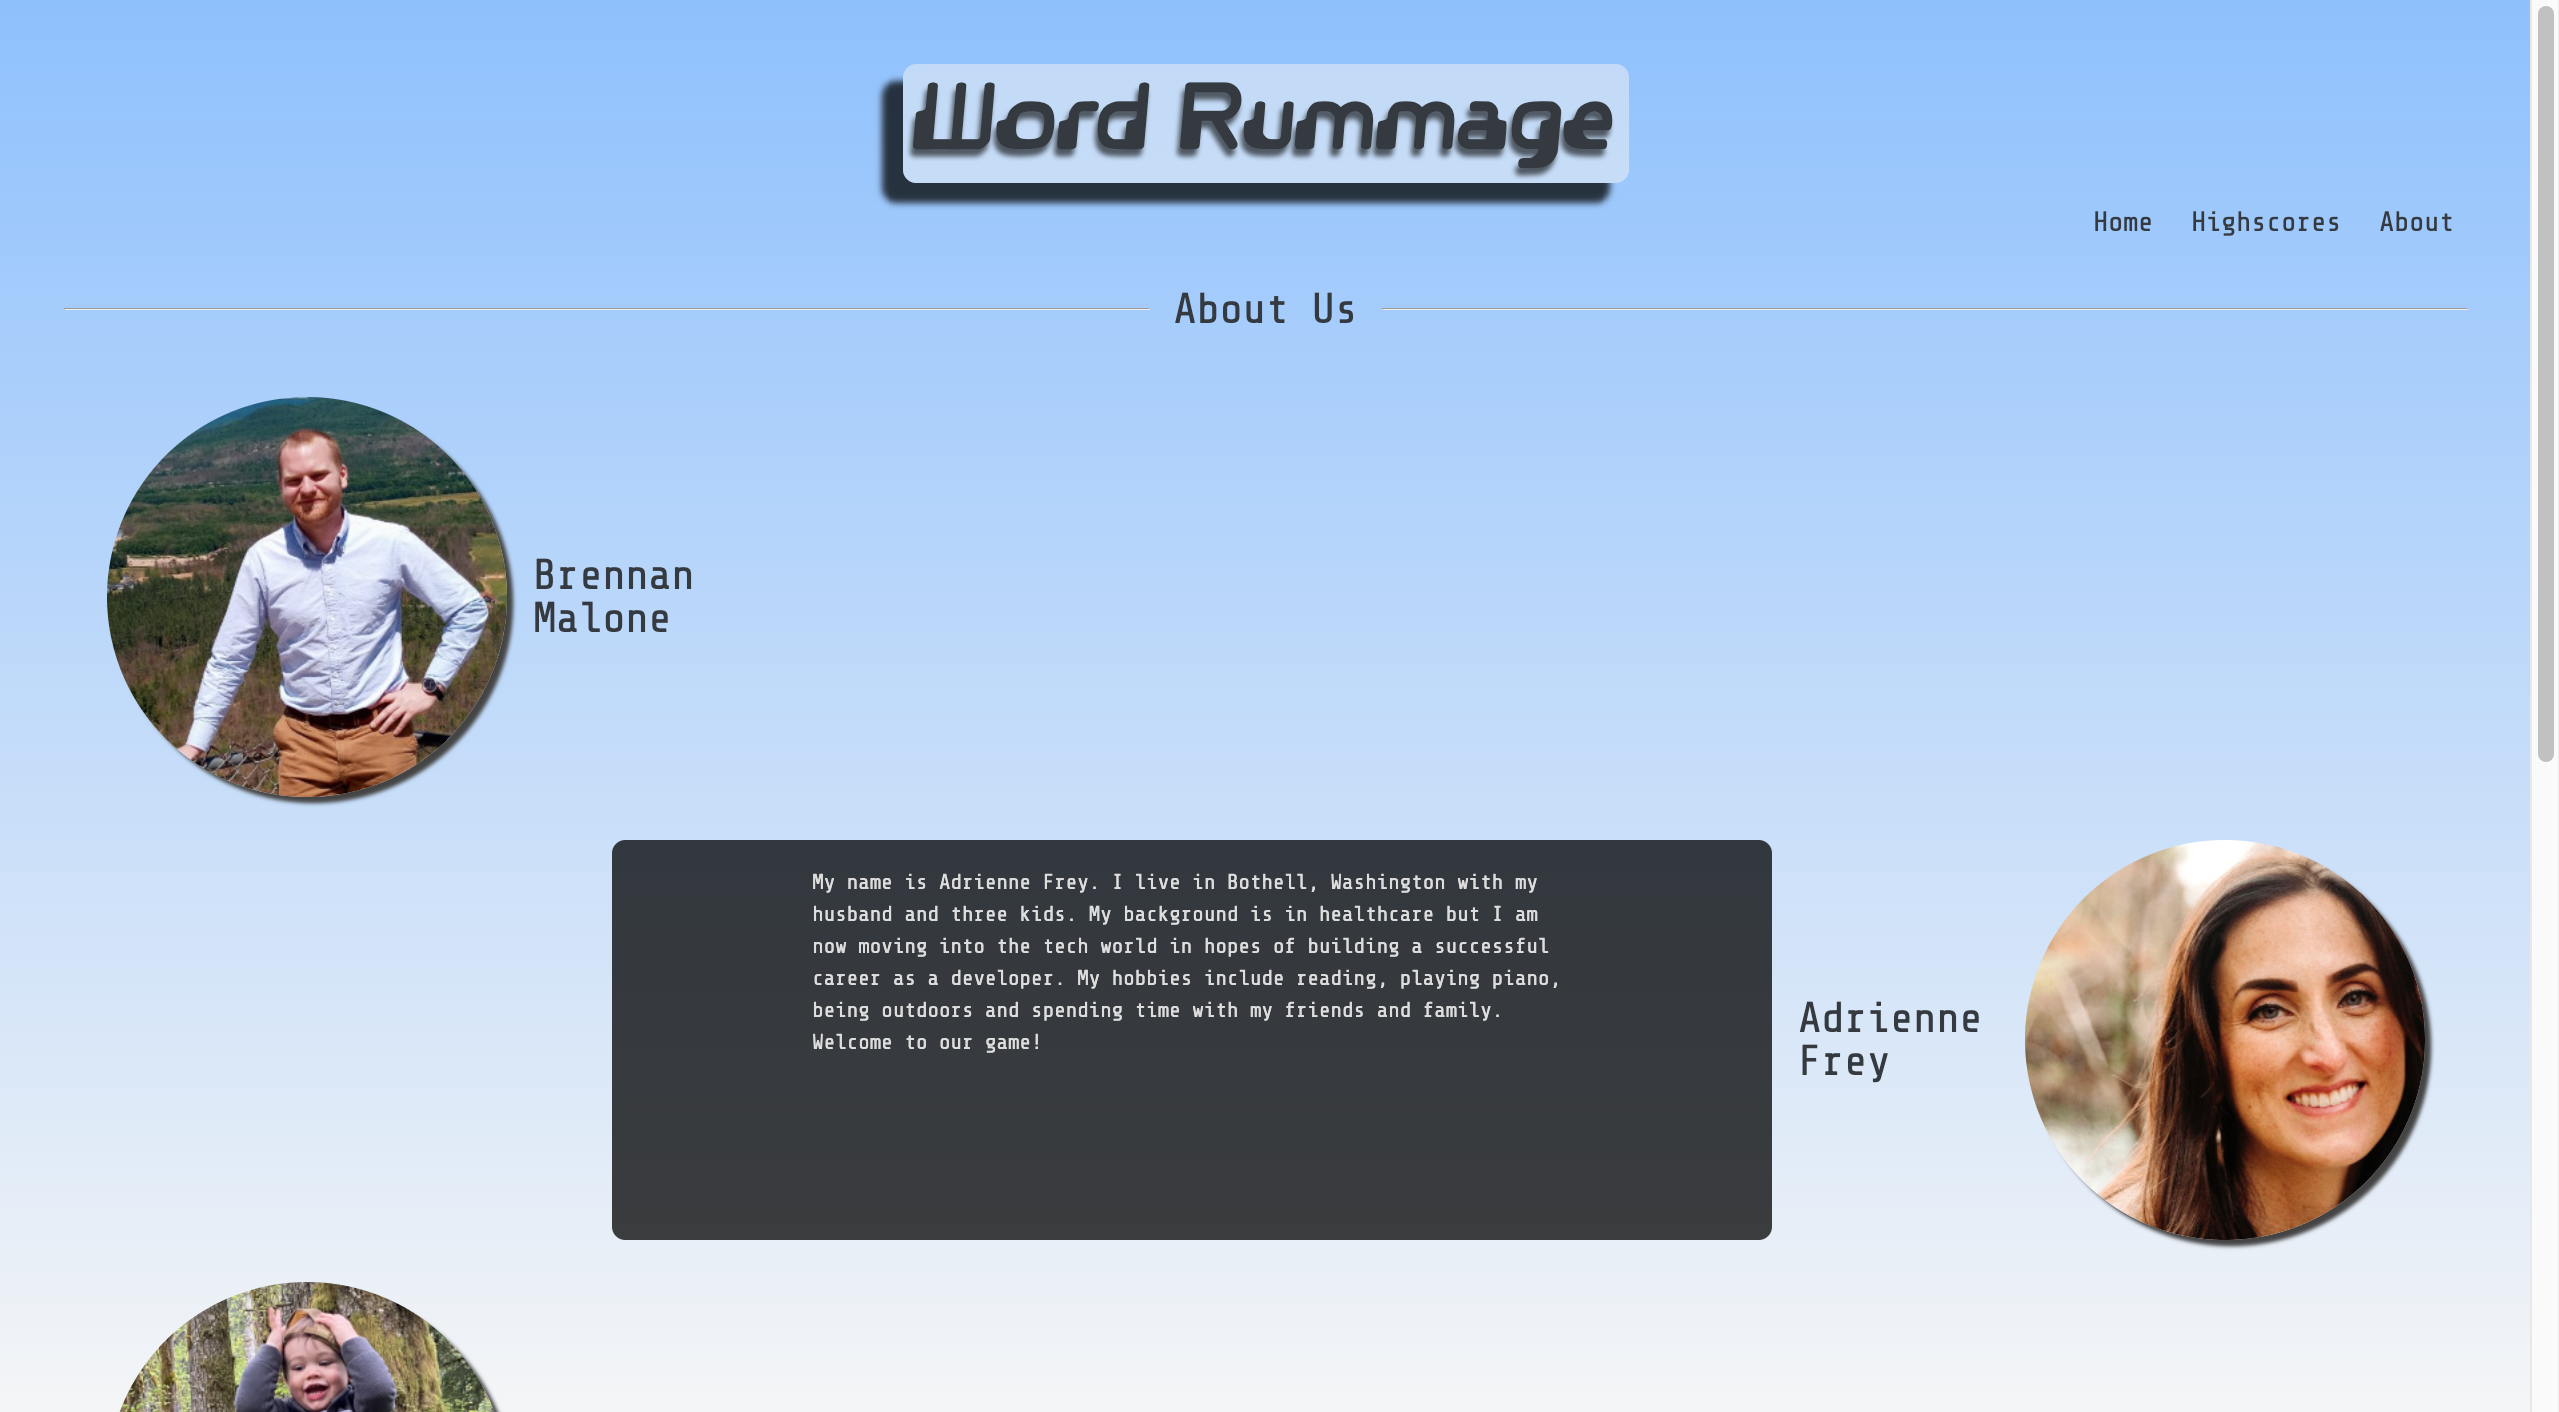 Word Rummage
Home Highscores About
About Us
Brennan
Malone
My name is Adrienne Frey. I live in Bothell, Washington with my
husband and three kids. My background is in healthcare but I am
now moving into the tech world in hopes of building a successful
career as a developer. My hobbies include reading, playing piano,
being outdoors and spending time with my friends and family.
Welcome to our game!
Adrienne
Frey